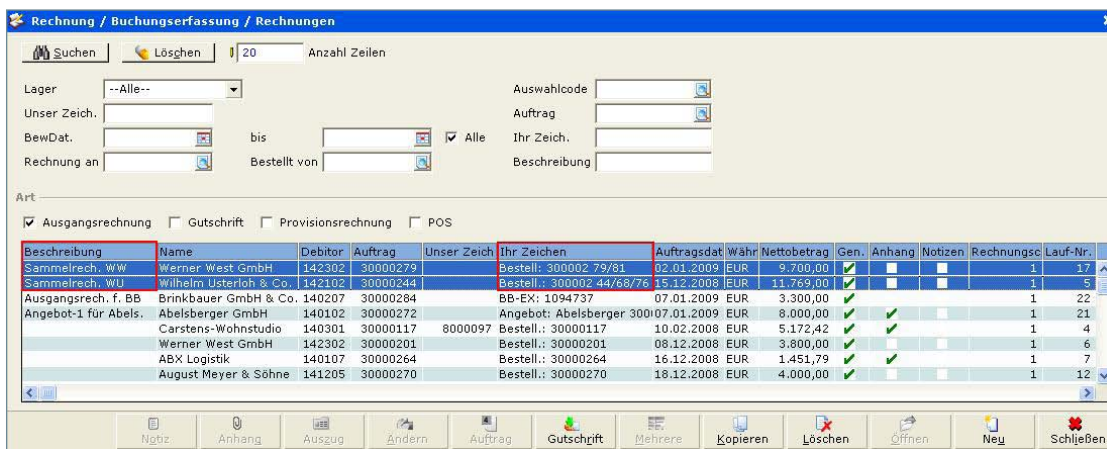 Rechnung / Buchungserfassung / Rechnungen
Suchen Löschen 20 Anzahl Zeilen
Lager --Alle-- Auswahlcode
Unser Zeich. Auftrag
BewDat. bis Alle Ihr Zeich.
Rechnung an Bestellt von Beschreibung
Art
Ausgangsrechnung Gutschrift Provisionsrechnung POS
Beschreibung Name Debitor Auftrag Unser Zeich Ihr Zeichen Auftragsdat Währ Nettobetrag Gen. Anhang Notizen Rechnungsc Lauf-Nr.
Sammelrech. WW Werner West GmbH 142302 30000279 Bestell: 300002 79/81 02.01.2009 EUR 9.700,00 1 17
Sammelrech. WU Wilhelm Usterloh & Co. 142102 30000244 Bestell.: 300002 44/68/76 15.12.2008 EUR 11.769,00 1 5
Ausgangsrech. f. BB Brinkbauer GmbH & Co. 140207 30000284 BB-EX: 1094737 07.01.2009 EUR 3.300,00 1 22
Angebot-1 für Abels. Abelsberger GmbH 140102 30000272 Angebot: Abelsberger 300 07.01.2009 EUR 8.000,00 1 21
Carstens-Wohnstudio 140301 30000117 8000097 Bestell.: 30000117 10.02.2008 EUR 5.172,42 1 4
Werner West GmbH 142302 30000201 Bestell.: 30000201 08.12.2008 EUR 3.800,00 1 6
ABX Logistik 140107 30000264 Bestell.: 30000264 16.12.2008 EUR 1.451,79 1 7
August Meyer & Söhne 141205 30000270 Bestell.: 30000270 18.12.2008 EUR 4.000,00 1 12
Notiz Anhang Auszug Ändern Auftrag Gutschrift Mehrere Kopieren Löschen Öffnen Neu Schließen